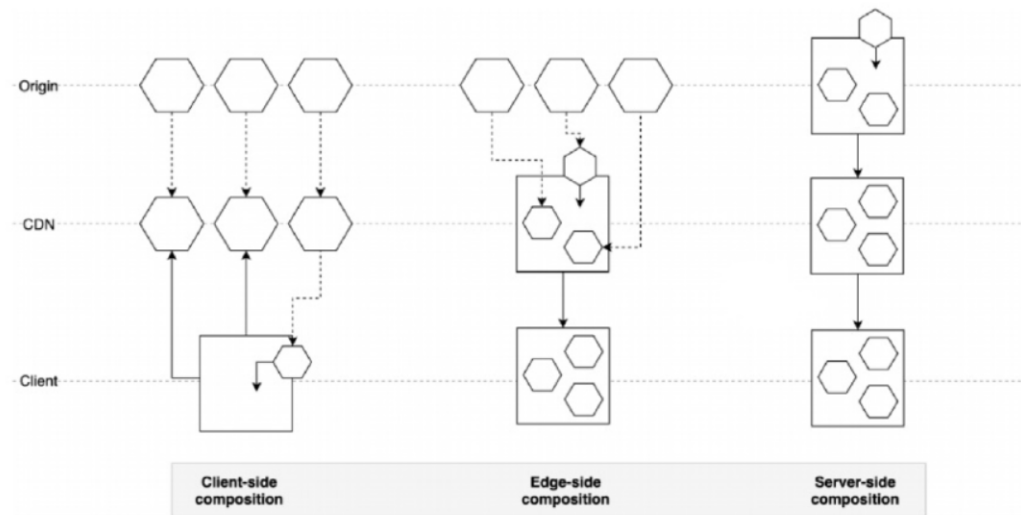 Origin
CDN
Client
Client-side
composition
Edge-side
composition
Server-side
composition